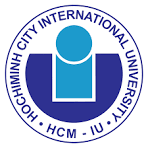 HOCHIMINH CITY INTERNATIONAL UNIVERSITY
• HCM - IU •